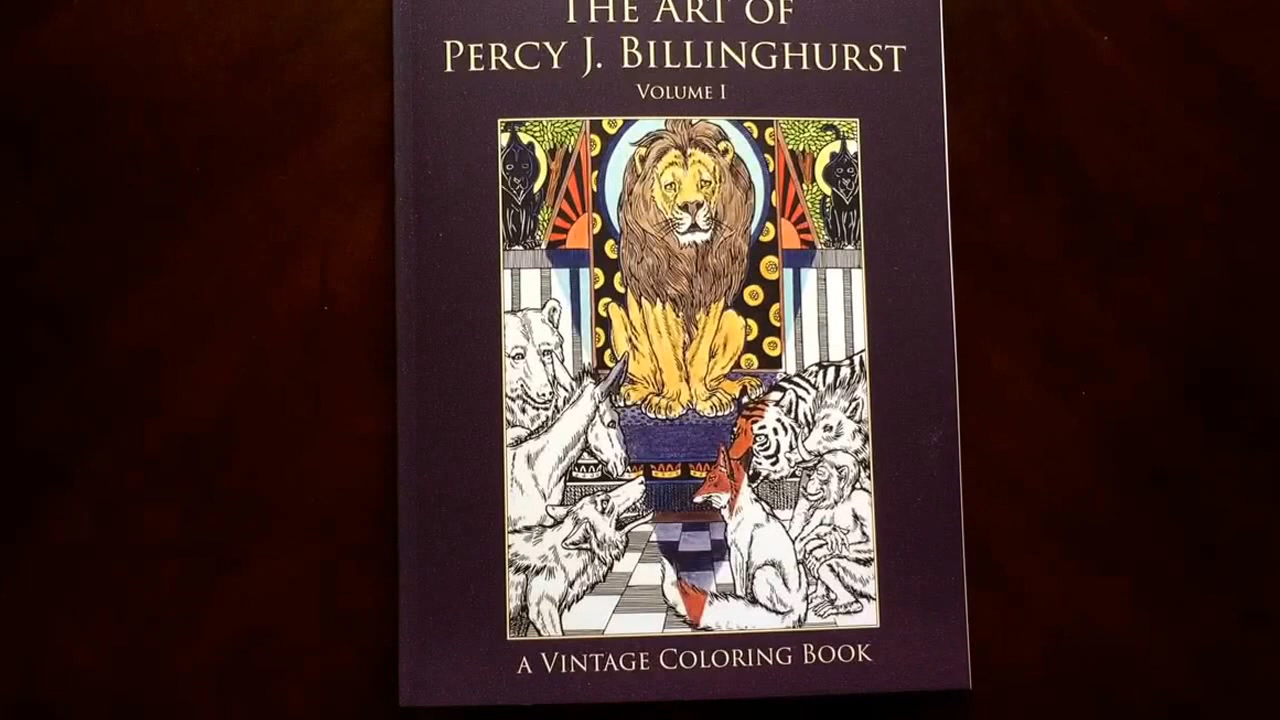 THE ART OF
PERCY J. BILLINGHURST
VOLUME I
A VINTAGE COLORING BOOK